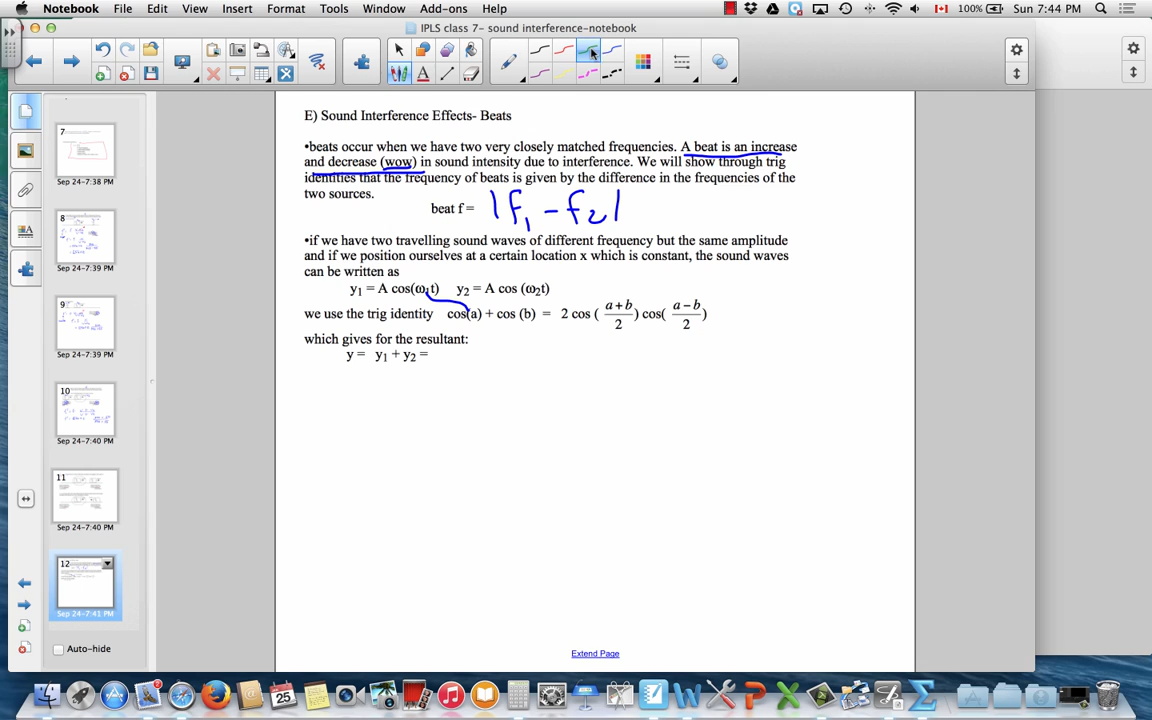 Notebook File Edit View Insert Format Tools Window Add-ons Help 100% Sun 7:44 PM
IPLS class 7- sound interference-notebook
E) Sound Interference Effects- Beats
•beats occur when we have two very closely matched frequencies. A beat is an increase
and decrease (wow) in sound intensity due to interference. We will show through trig
identifies that the frequency of beats is given by the difference in the frequencies of the
two sources.
beat f = |f₁ - f₂|
•if we have two travelling sound waves of different frequency but the same amplitude
and if we position ourselves at a certain location x which is constant, the sound waves
can be written as
y₁ = A cos(ω₁t) y₂ = A cos (ω₂t)
we use the trig identity cos(a) + cos (b) = 2 cos ( a+b/2 ) cos( a−b/2 )
which gives for the resultant:
y = y₁ + y₂ =
Extend Page
7
Sep 24-7:38 PM
8
Sep 24-7:39 PM
9
Sep 24-7:39 PM
10
Sep 24-7:40 PM
11
Sep 24-7:40 PM
12
Sep 24-7:41 PM
Auto-hide